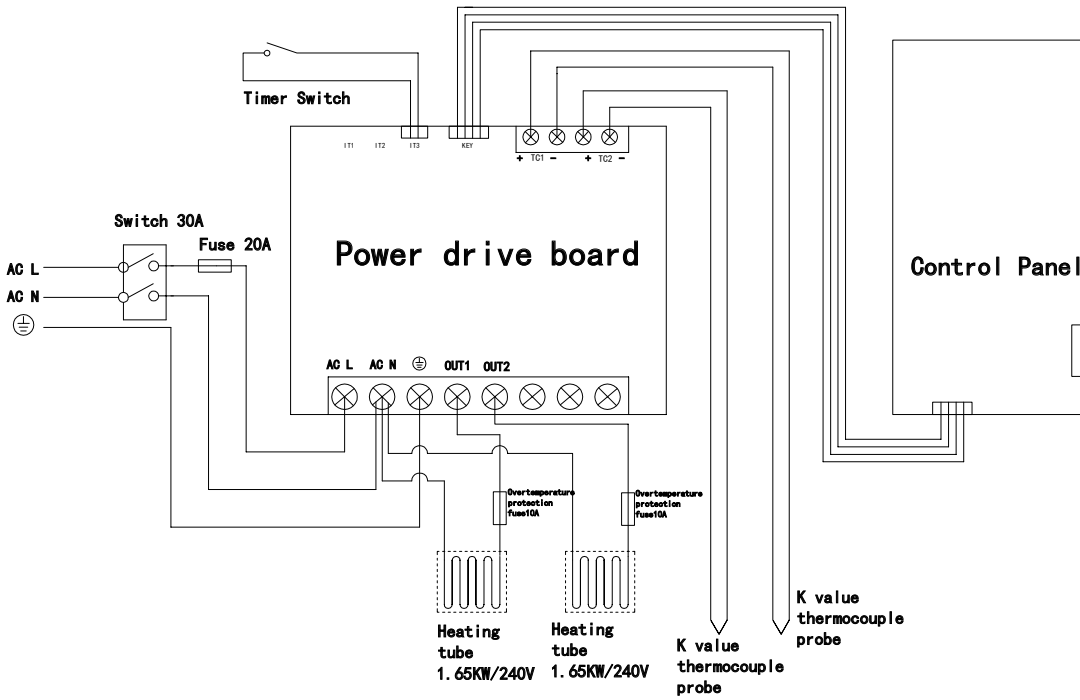 Timer Switch
IT1 IT2 IT3 KEY
+ TC1 - + TC2 -
Switch 30A
Fuse 20A
Power drive board
Control Panel
AC L
AC N
AC L AC N OUT1 OUT2
Overtemperature
protection
fuse10A
Overtemperature
protection
fuse10A
Heating
tube
1.65KW/240V
Heating
tube
1.65KW/240V
K value
thermocouple
probe
K value
thermocouple
probe